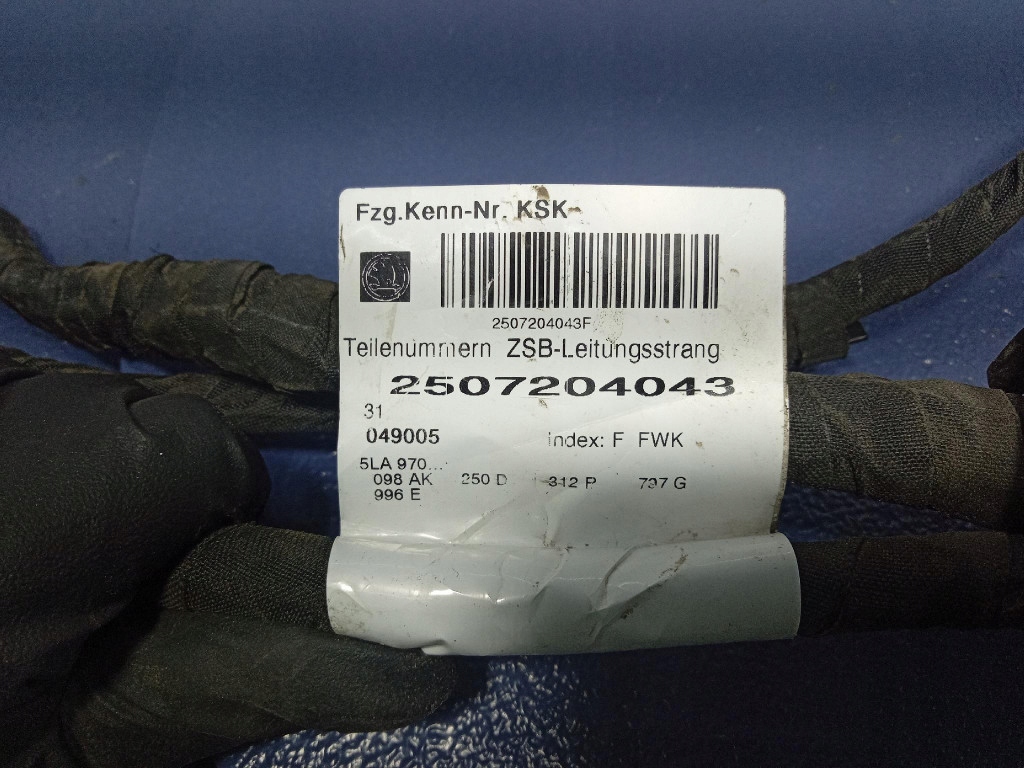 Fzg.Kenn-Nr. KSK-
2507204043F
Teilenummern ZSB-Leitungsstrang
2507204043
31
049005 Index: F FWK
5LA 970...
098 AK 250 D 312 P 797 G
996 E